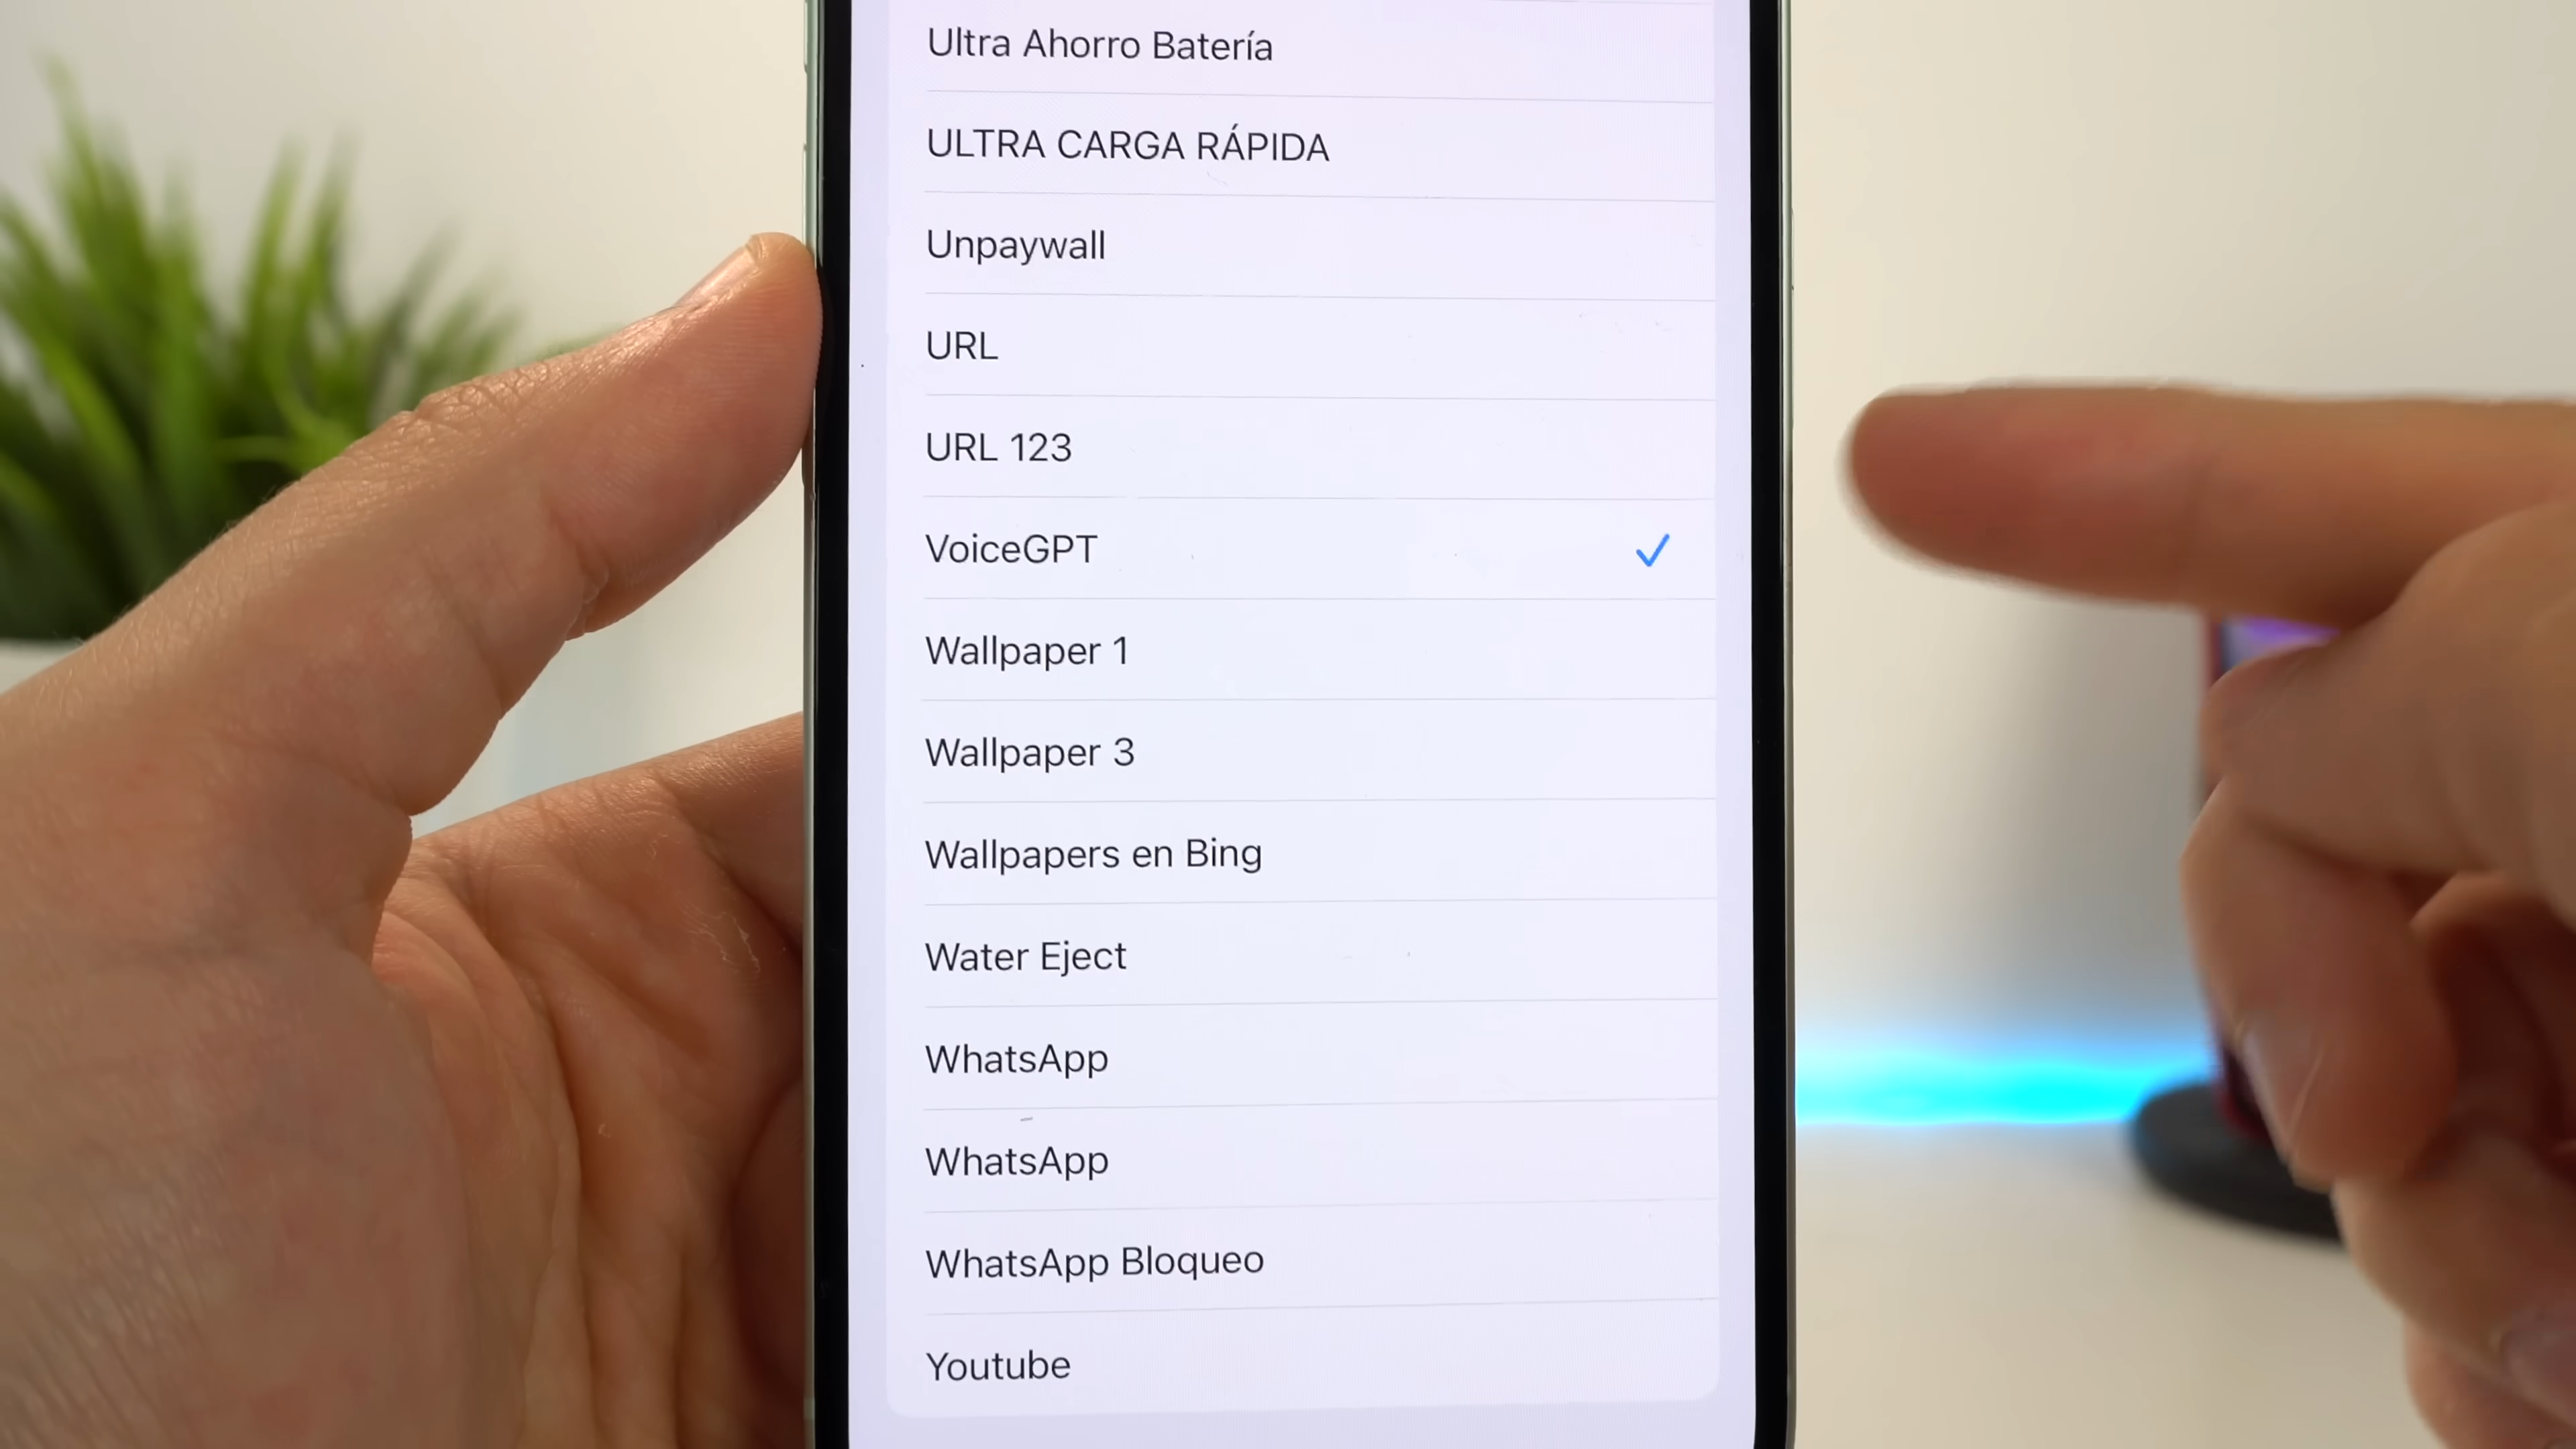 Ultra Ahorro Batería
ULTRA CARGA RÁPIDA
Unpaywall
URL
URL 123
VoiceGPT
Wallpaper 1
Wallpaper 3
Wallpapers en Bing
Water Eject
WhatsApp
WhatsApp
WhatsApp Bloqueo
Youtube